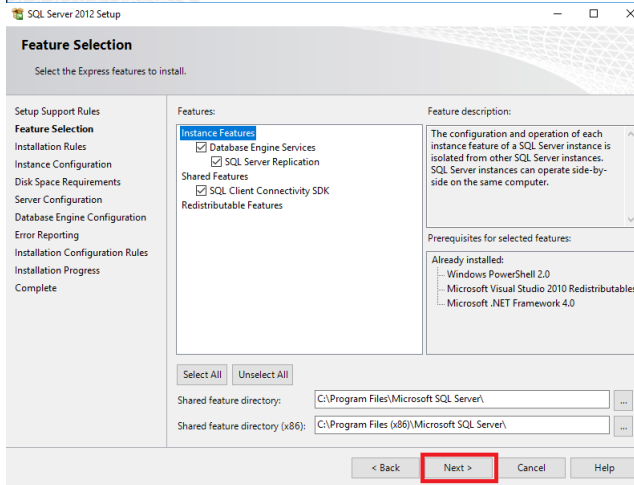 SQL Server 2012 Setup
Feature Selection
Select the Express features to install.
Setup Support Rules
Feature Selection
Installation Rules
Instance Configuration
Disk Space Requirements
Server Configuration
Database Engine Configuration
Error Reporting
Installation Configuration Rules
Installation Progress
Complete
Features:
Instance Features
Database Engine Services
SQL Server Replication
Shared Features
SQL Client Connectivity SDK
Redistributable Features
Feature description:
The configuration and operation of each
instance feature of a SQL Server instance is
isolated from other SQL Server instances.
SQL Server instances can operate side-by-
side on the same computer.
Prerequisites for selected features:
Already installed:
Windows PowerShell 2.0
Microsoft Visual Studio 2010 Redistributables
Microsoft .NET Framework 4.0
Select All
Unselect All
Shared feature directory:
C:\Program Files\Microsoft SQL Server\
...
Shared feature directory (x86):
C:\Program Files (x86)\Microsoft SQL Server\
...
< Back
Next >
Cancel
Help